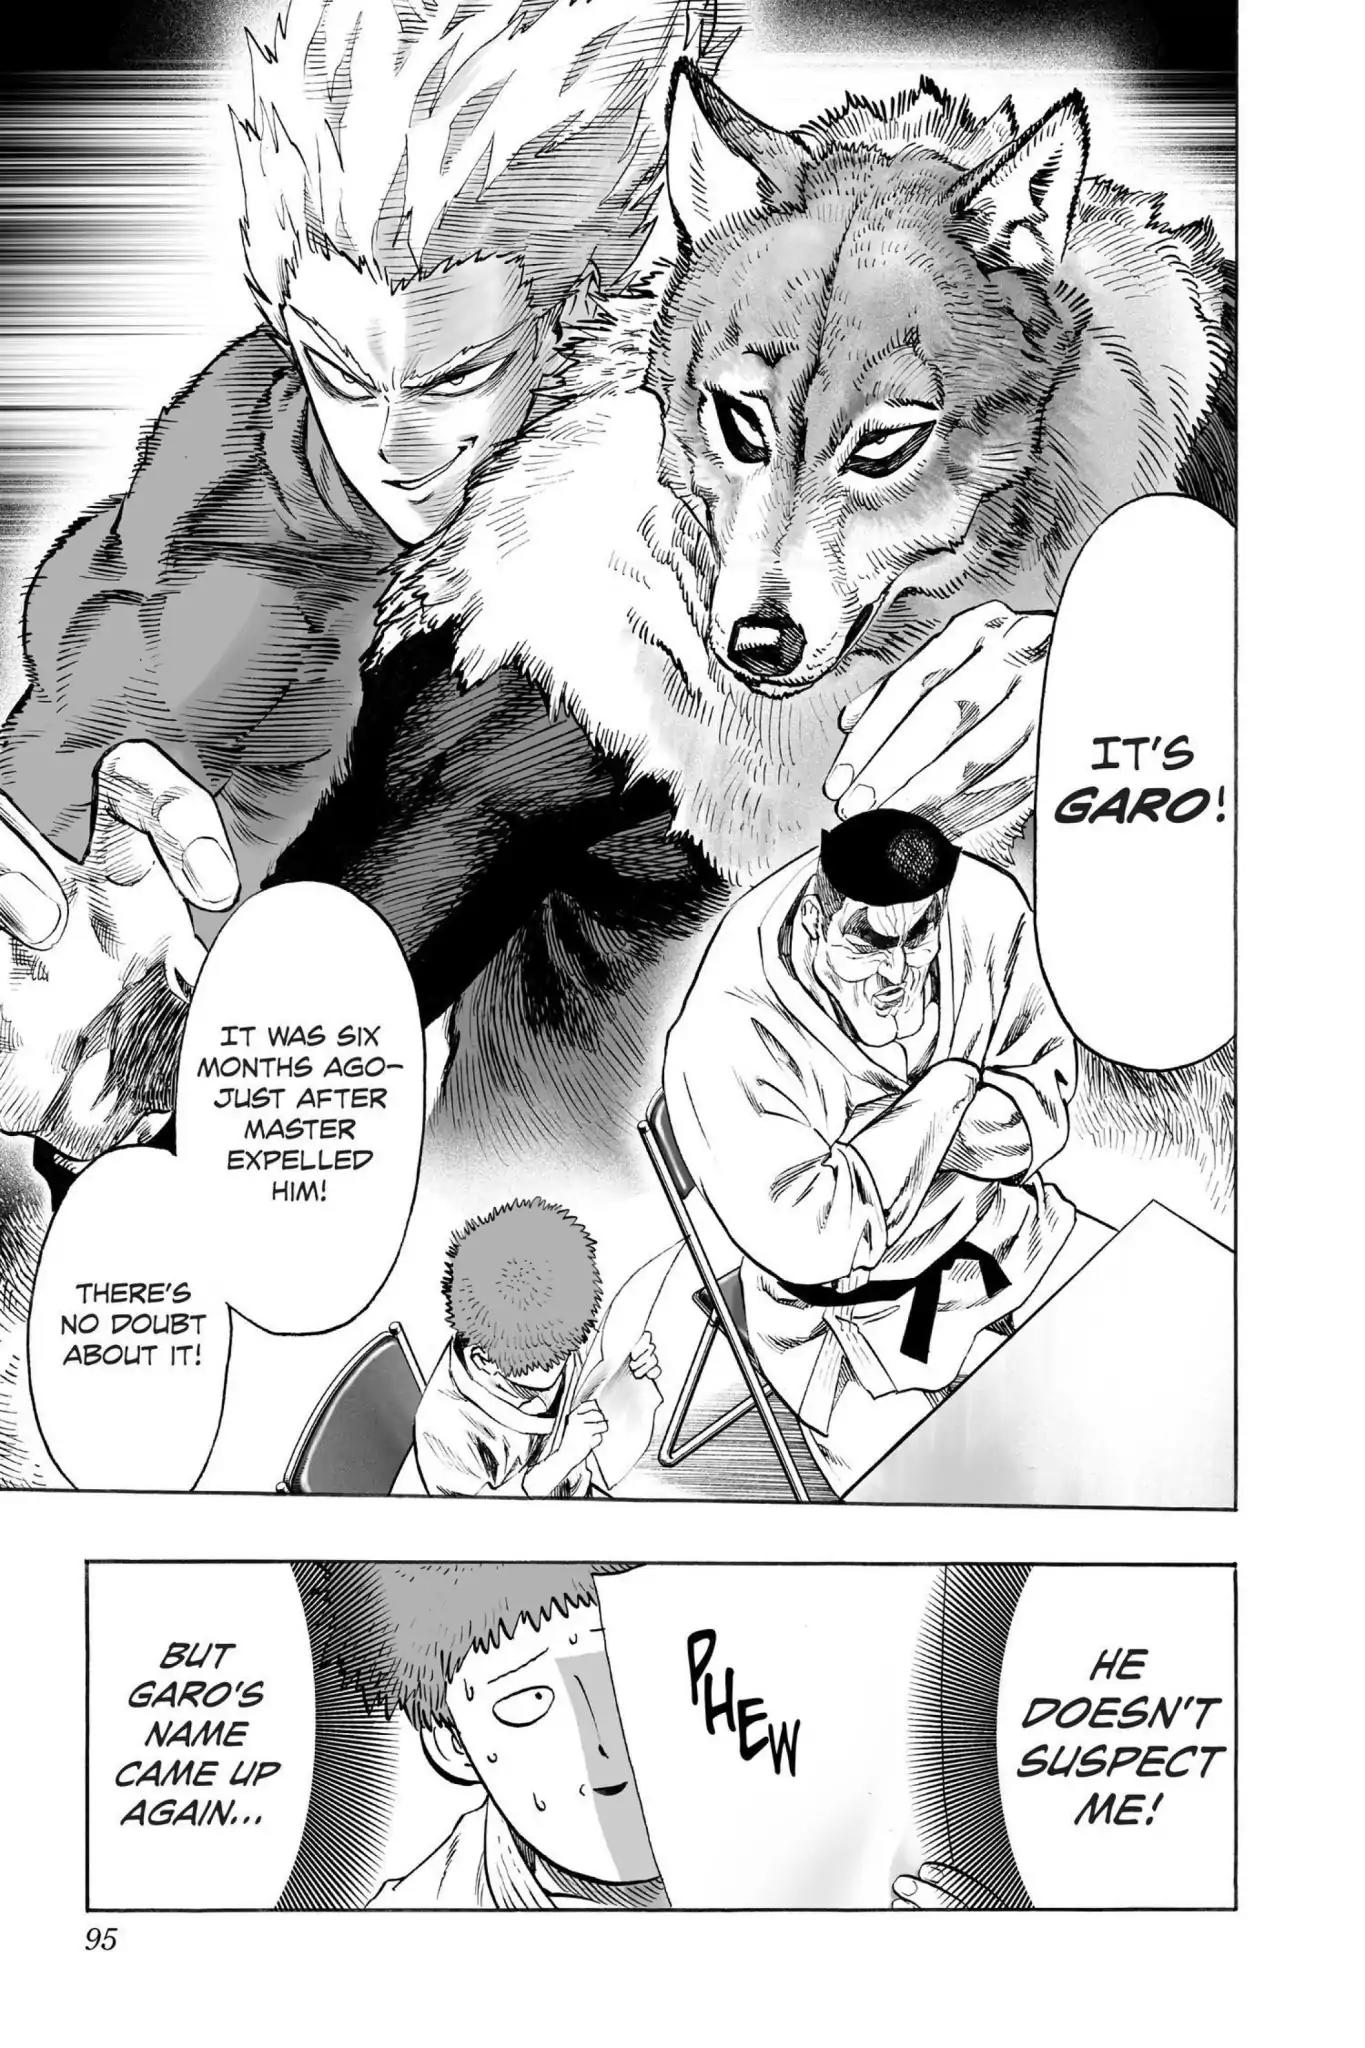 IT'S
GARO!
IT WAS SIX
MONTHS AGO–
JUST AFTER
MASTER
EXPELLED
HIM!
THERE'S
NO DOUBT
ABOUT IT!
HE
DOESN'T
SUSPECT
ME!
PHEW
BUT
GARO'S
NAME
CAME UP
AGAIN...
95